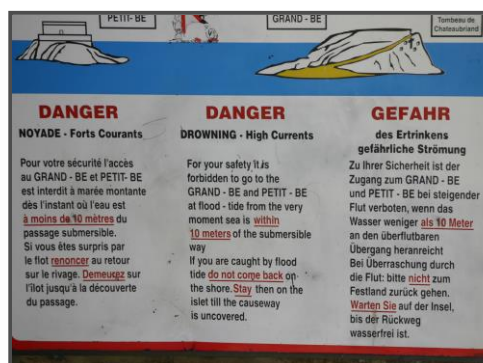 PETIT- BE
GRAND - BE
Tombeau de
Chateaubriand
DANGER
NOYADE - Forts Courants
Pour votre sécurité l'accès
au GRAND - BE et PETIT- BE
est interdit à marée montante
dès l'instant où l'eau est
à moins de 10 mètres du
passage submersible.
Si vous êtes surpris par
le flot renoncer au retour
sur le rivage. Demeurez sur
l'îlot jusqu'à la découverte
du passage.
DANGER
DROWNING - High Currents
For your safety it is
forbidden to go to the
GRAND - BE and PETIT - BE
at flood - tide from the very
moment sea is within
10 meters of the submersible
way
If you are caught by flood
tide do not come back on
the shore. Stay then on the
islet till the causeway
is uncovered.
GEFAHR
des Ertrinkens
gefährliche Strömung
Zu Ihrer Sicherheit ist der
Zugang zum GRAND - BE
und PETIT - BE bei steigender
Flut verboten, wenn das
Wasser weniger als 10 Meter
an den überflutbaren
Übergang heranreicht
Bei Überraschung durch
die Flut: bitte nicht zum
Festland zurück gehen.
Warten Sie auf der Insel,
bis der Rückweg
wasserfrei ist.